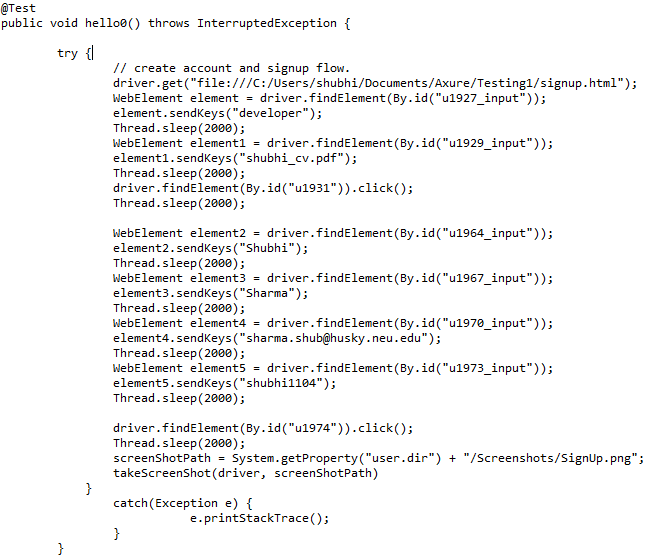 @Test
public void hello0() throws InterruptedException {
try {
// create account and signup flow.
driver.get("file:///C:/Users/shubhi/Documents/Axure/Testing1/signup.html");
WebElement element = driver.findElement(By.id("u1927_input"));
element.sendKeys("developer");
Thread.sleep(2000);
WebElement element1 = driver.findElement(By.id("u1929_input"));
element1.sendKeys("shubhi_cv.pdf");
Thread.sleep(2000);
driver.findElement(By.id("u1931")).click();
Thread.sleep(2000);
WebElement element2 = driver.findElement(By.id("u1964_input"));
element2.sendKeys("Shubhi");
Thread.sleep(2000);
WebElement element3 = driver.findElement(By.id("u1967_input"));
element3.sendKeys("Sharma");
Thread.sleep(2000);
WebElement element4 = driver.findElement(By.id("u1970_input"));
element4.sendKeys("sharma.shub@husky.neu.edu");
Thread.sleep(2000);
WebElement element5 = driver.findElement(By.id("u1973_input"));
element5.sendKeys("shubhi1104");
Thread.sleep(2000);
driver.findElement(By.id("u1974")).click();
Thread.sleep(2000);
screenShotPath = System.getProperty("user.dir") + "/Screenshots/SignUp.png";
takeScreenShot(driver, screenShotPath)
}
catch(Exception e) {
e.printStackTrace();
}
}